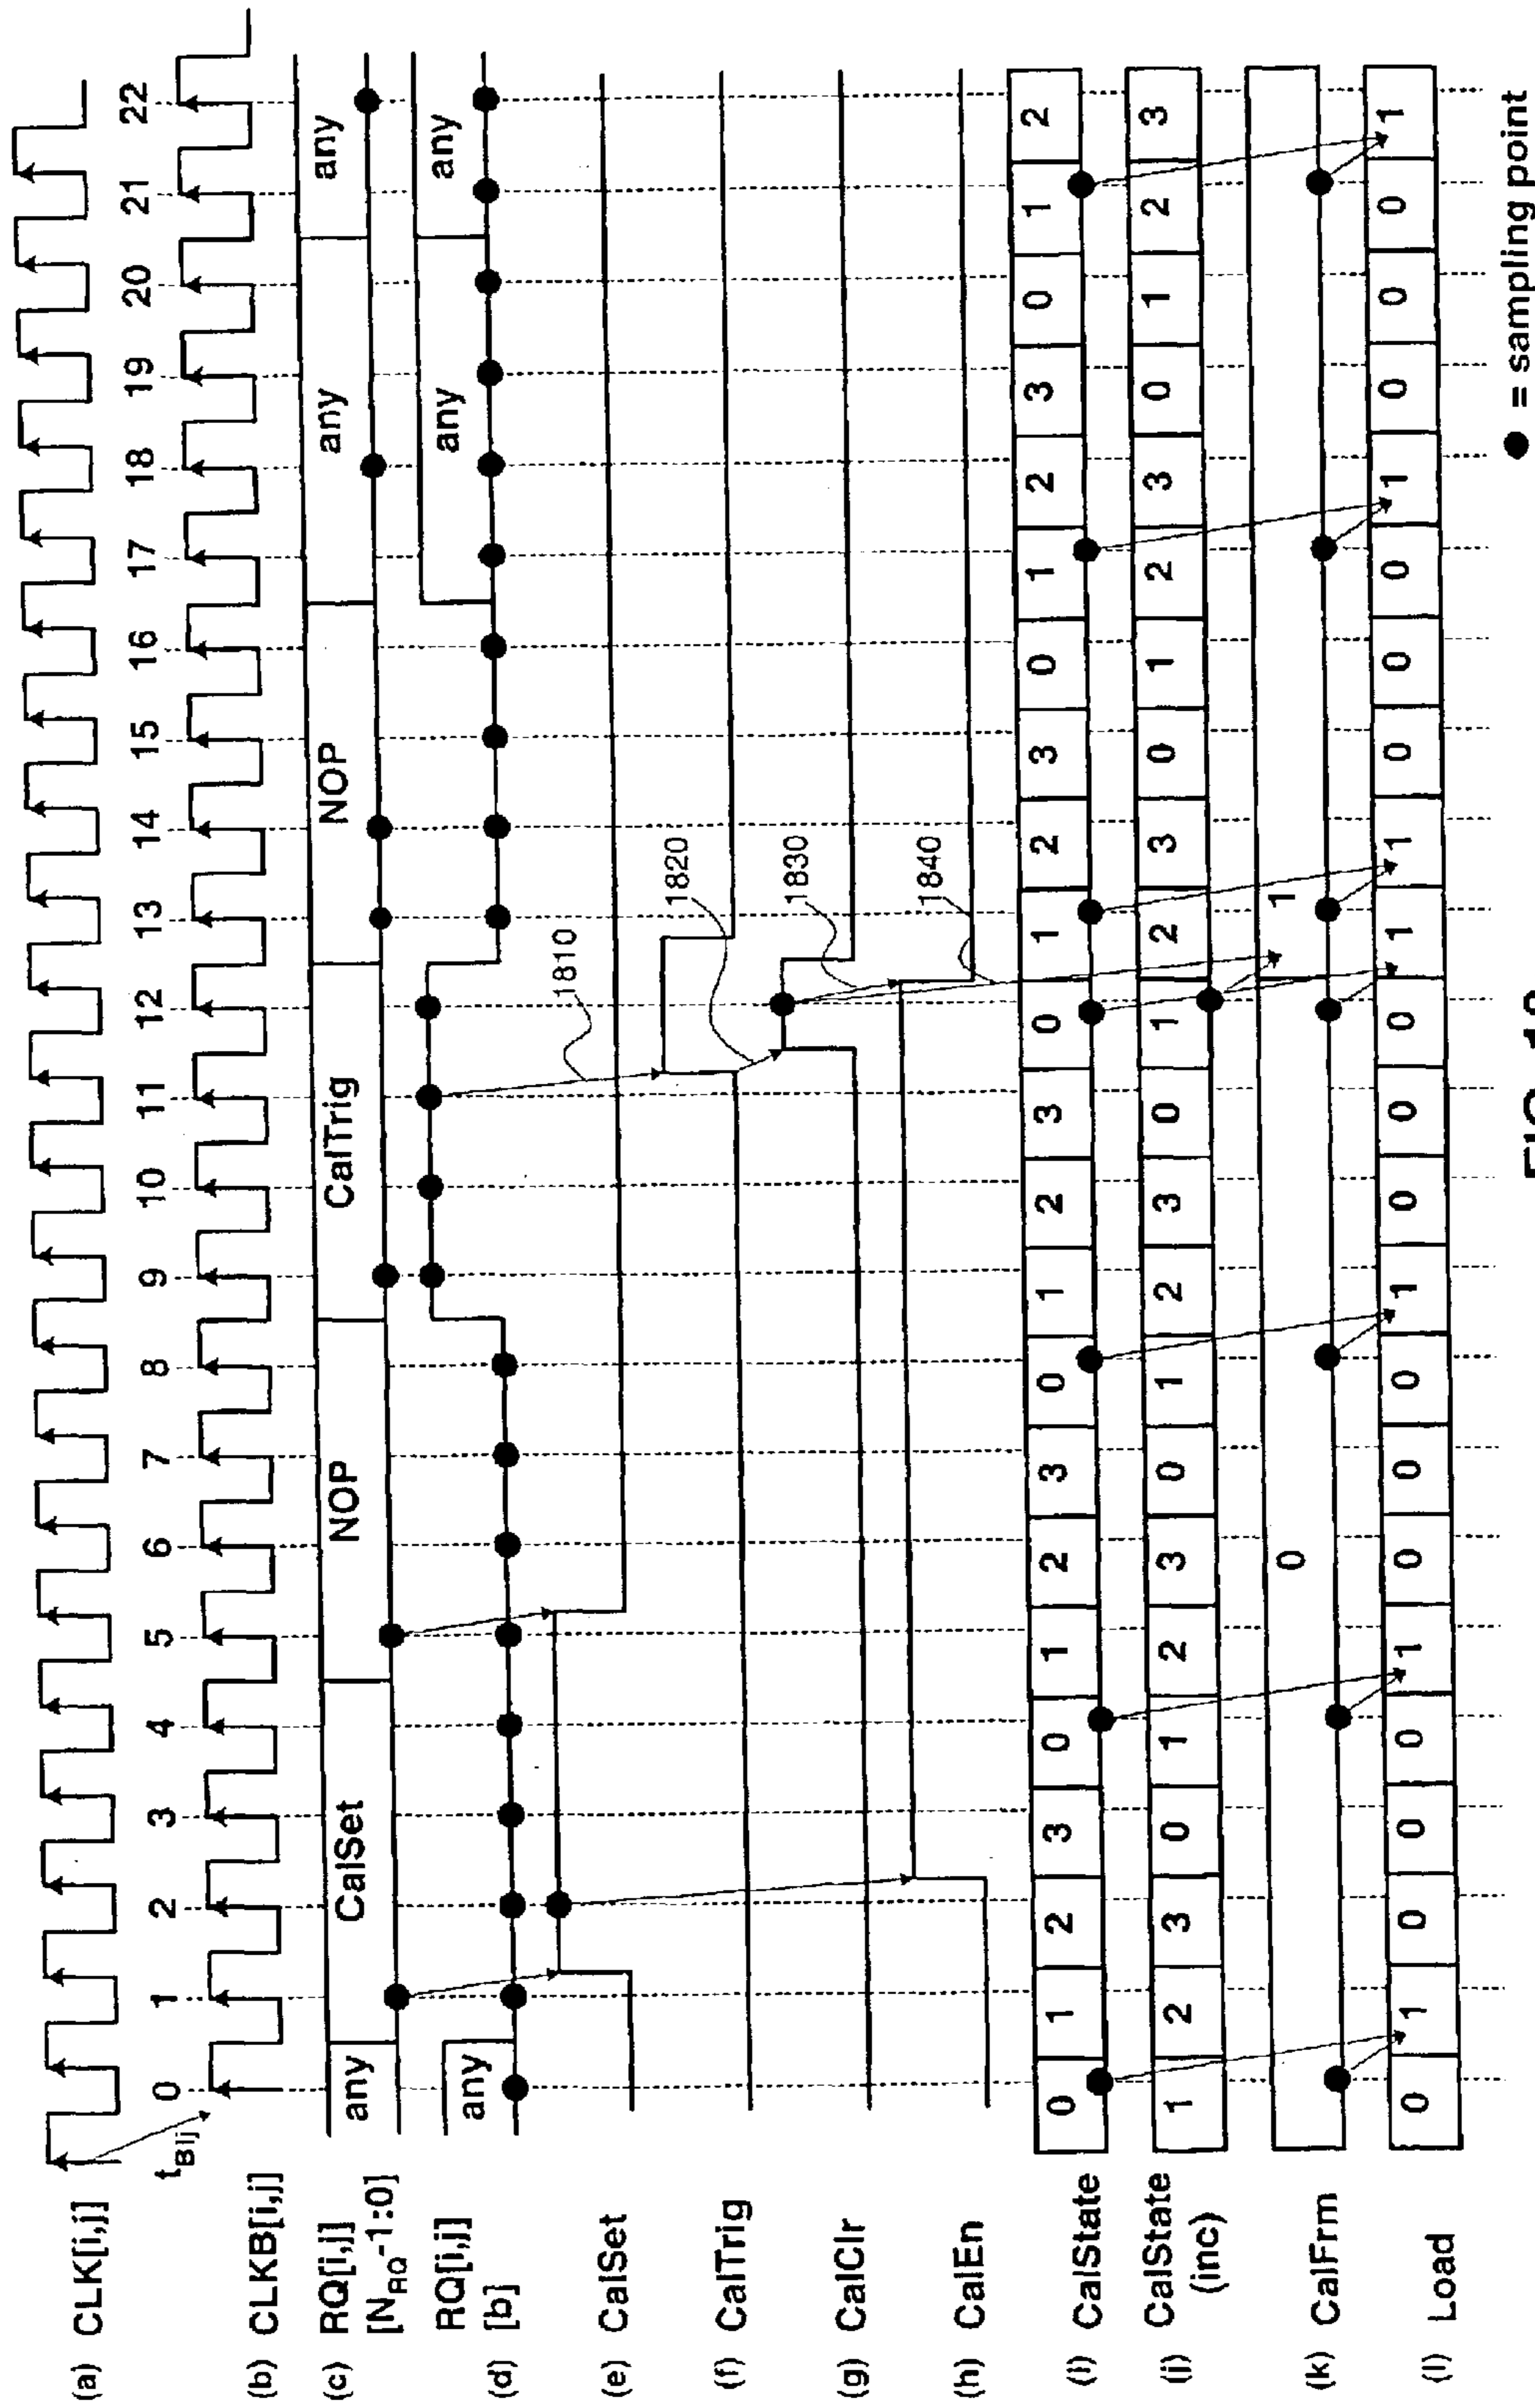 (a) CLK[i,j]
tBIj
0 1 2 3 4 5 6 7 8 9 10 11 12 13 14 15 16 17 18 19 20 21 22
(b) CLKB[i,j]
(c) RQ[i,j] any CalSet NOP CalTrig NOP any any
[NRQ-1:0]
RQ[i,j] any any any
(d) [b]
1810
(e) CalSet
1820
(f) CalTrig
1830
(g) CalClr
1840
(h) CalEn
(i) CalState 0 1 2 3 0 1 2 3 0 1 2 3 0 1 2 3 0 1 2 3 0 1 2
(j) CalState 1 2 3 0 1 2 3 0 1 2 3 0 1 2 3 0 1 2 3 0 1 2 3
(inc)
(k) CalFrm 0 1
(l) Load 0 1 0 0 0 1 0 0 0 1 0 0 0 1 1 0 0 0 1 0 0 0 1
● = sampling point